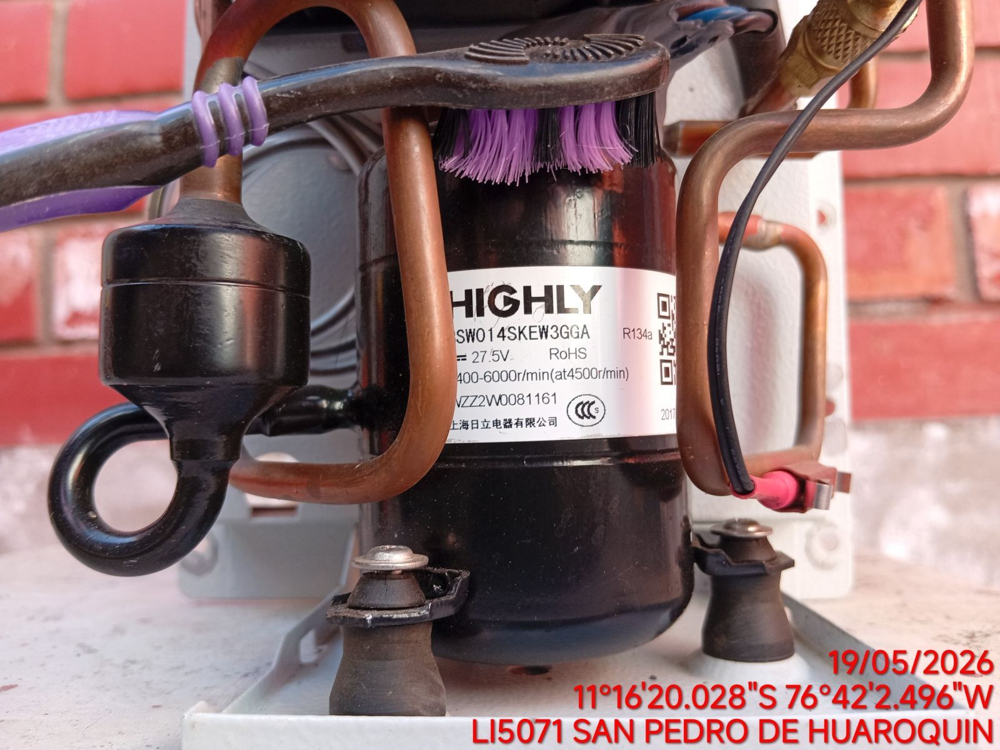 HIGHLY
SW014SKEW3GGA R134a
27.5V RoHS
400-6000r/min(at4500r/min)
ZZ2W0081161
CCC S
上海日立电器有限公司 2017
19/05/2026
11°16'20.028"S 76°42'2.496"W
LI5071 SAN PEDRO DE HUAROQUIN